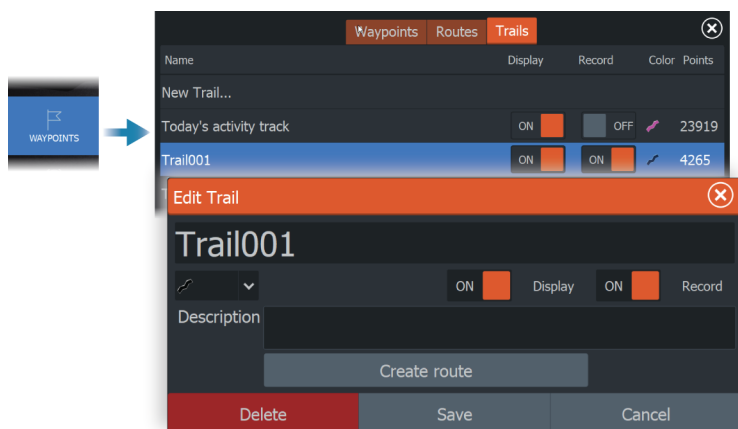 WAYPOINTS
Waypoints Routes Trails
Name Display Record Color Points
New Trail...
Today's activity track ON OFF 23919
Trail001 ON ON 4265
Edit Trail
Trail001
ON Display ON Record
Description
Create route
Delete Save Cancel